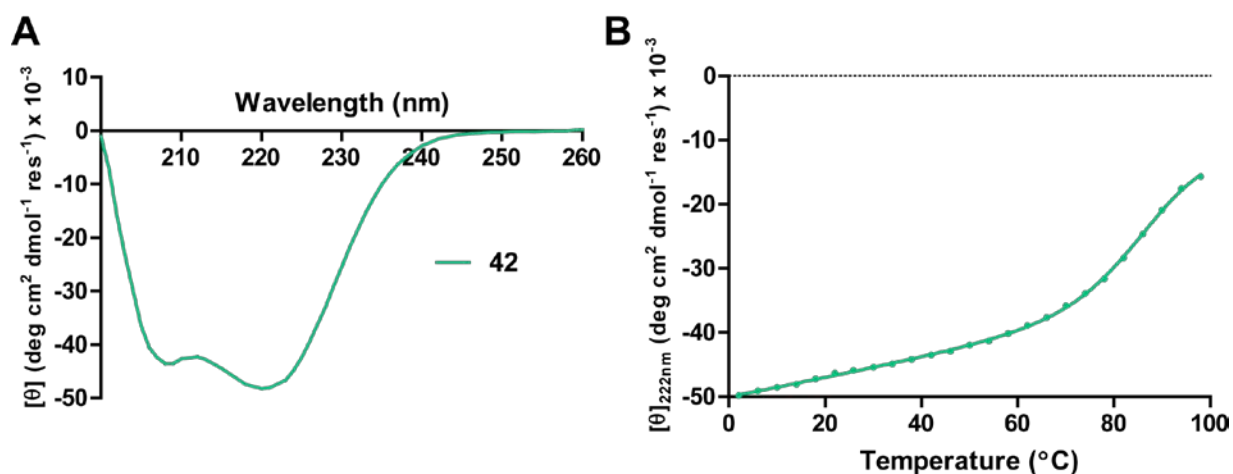 A
[θ] (deg cm² dmol⁻¹ res⁻¹) x 10⁻³
10
0
-10
-20
-30
-40
-50
Wavelength (nm)
210 220 230 240 250 260
42
B
[θ]₂₂₂nm (deg cm² dmol⁻¹ res⁻¹) x 10⁻³
0
-10
-20
-30
-40
-50
0 20 40 60 80 100
Temperature (°C)